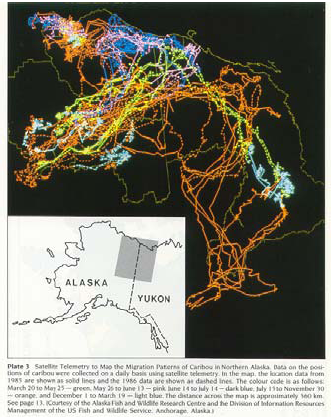 ALASKA
YUKON
Plate 3 Satellite Telemetry to Map the Migration Patterns of Caribou in Northern Alaska. Data on the posi-
tions of caribou were collected on a daily basis using satellite telemetry. In the map, the location data from
1985 are shown as solid lines and the 1986 data are shown as dashed lines. The colour code is as follows:
March 20 to May 25 — green, May 26 to June 13 — pink June 14 to July 14 — dark blue, July 15 to November 30
— orange, and December 1 to March 19 — light blue. The distance across the map is approximately 360 km.
See page 13. (Courtesy of the Alaska Fish and Wildlife Research Centre and the Division of Information Resources
Management of the US Fish and Wildlife Service, Anchorage, Alaska.)